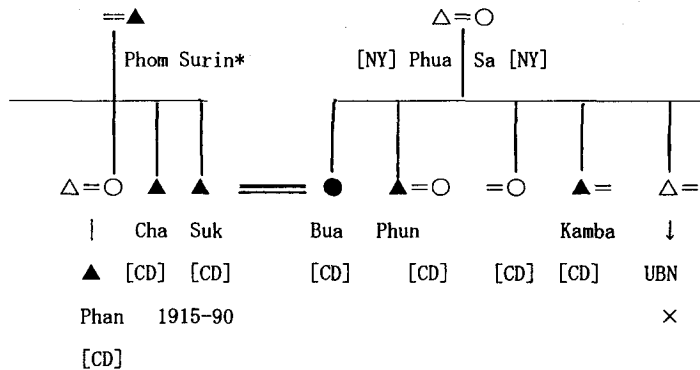 Phom Surin* [NY] Phua Sa [NY]
Cha Suk Bua Phun Kamba ↓
[CD] [CD] [CD] [CD] [CD] [CD] UBN
Phan 1915-90 ×
[CD]